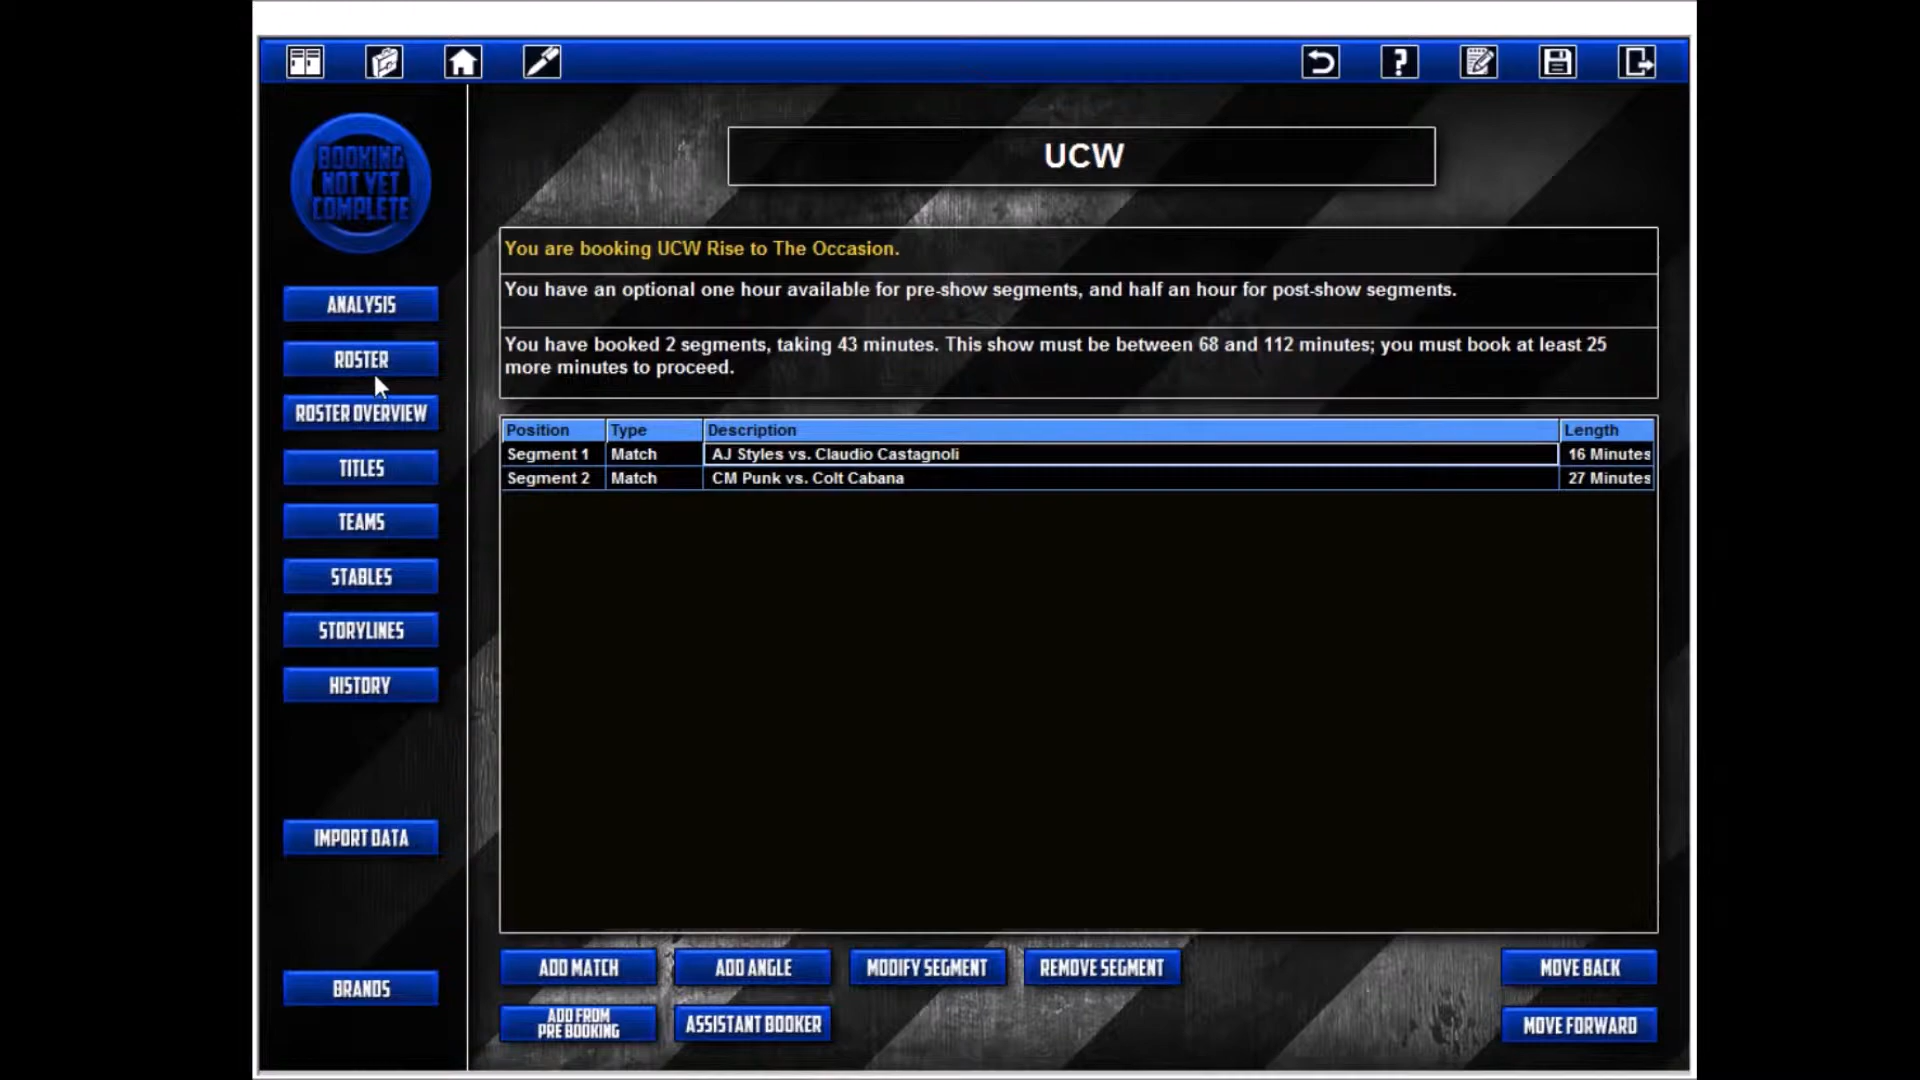 BOOKING
NOT YET
COMPLETE
UCW
ANALYSIS
ROSTER
ROSTER OVERVIEW
TITLES
TEAMS
STABLES
STORYLINES
HISTORY
IMPORT DATA
BRANDS
You are booking UCW Rise to The Occasion.
You have an optional one hour available for pre-show segments, and half an hour for post-show segments.
You have booked 2 segments, taking 43 minutes. This show must be between 68 and 112 minutes; you must book at least 25
more minutes to proceed.
Position Type Description Length
Segment 1 Match AJ Styles vs. Claudio Castagnoli 16 Minutes
Segment 2 Match CM Punk vs. Colt Cabana 27 Minutes
ADD MATCH ADD ANGLE MODIFY SEGMENT REMOVE SEGMENT MOVE BACK
ADD FROM
PRE BOOKING
ASSISTANT BOOKER MOVE FORWARD